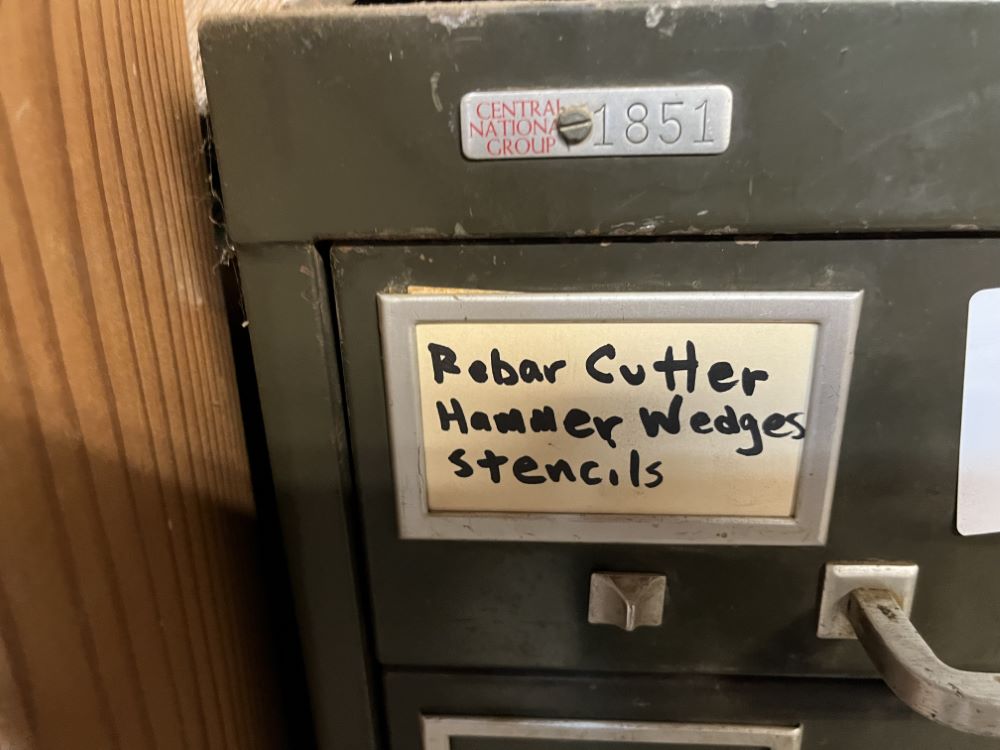 CENTRAL
NATIONAL
GROUP
1851
Rebar Cutter
Hammer Wedges
Stencils